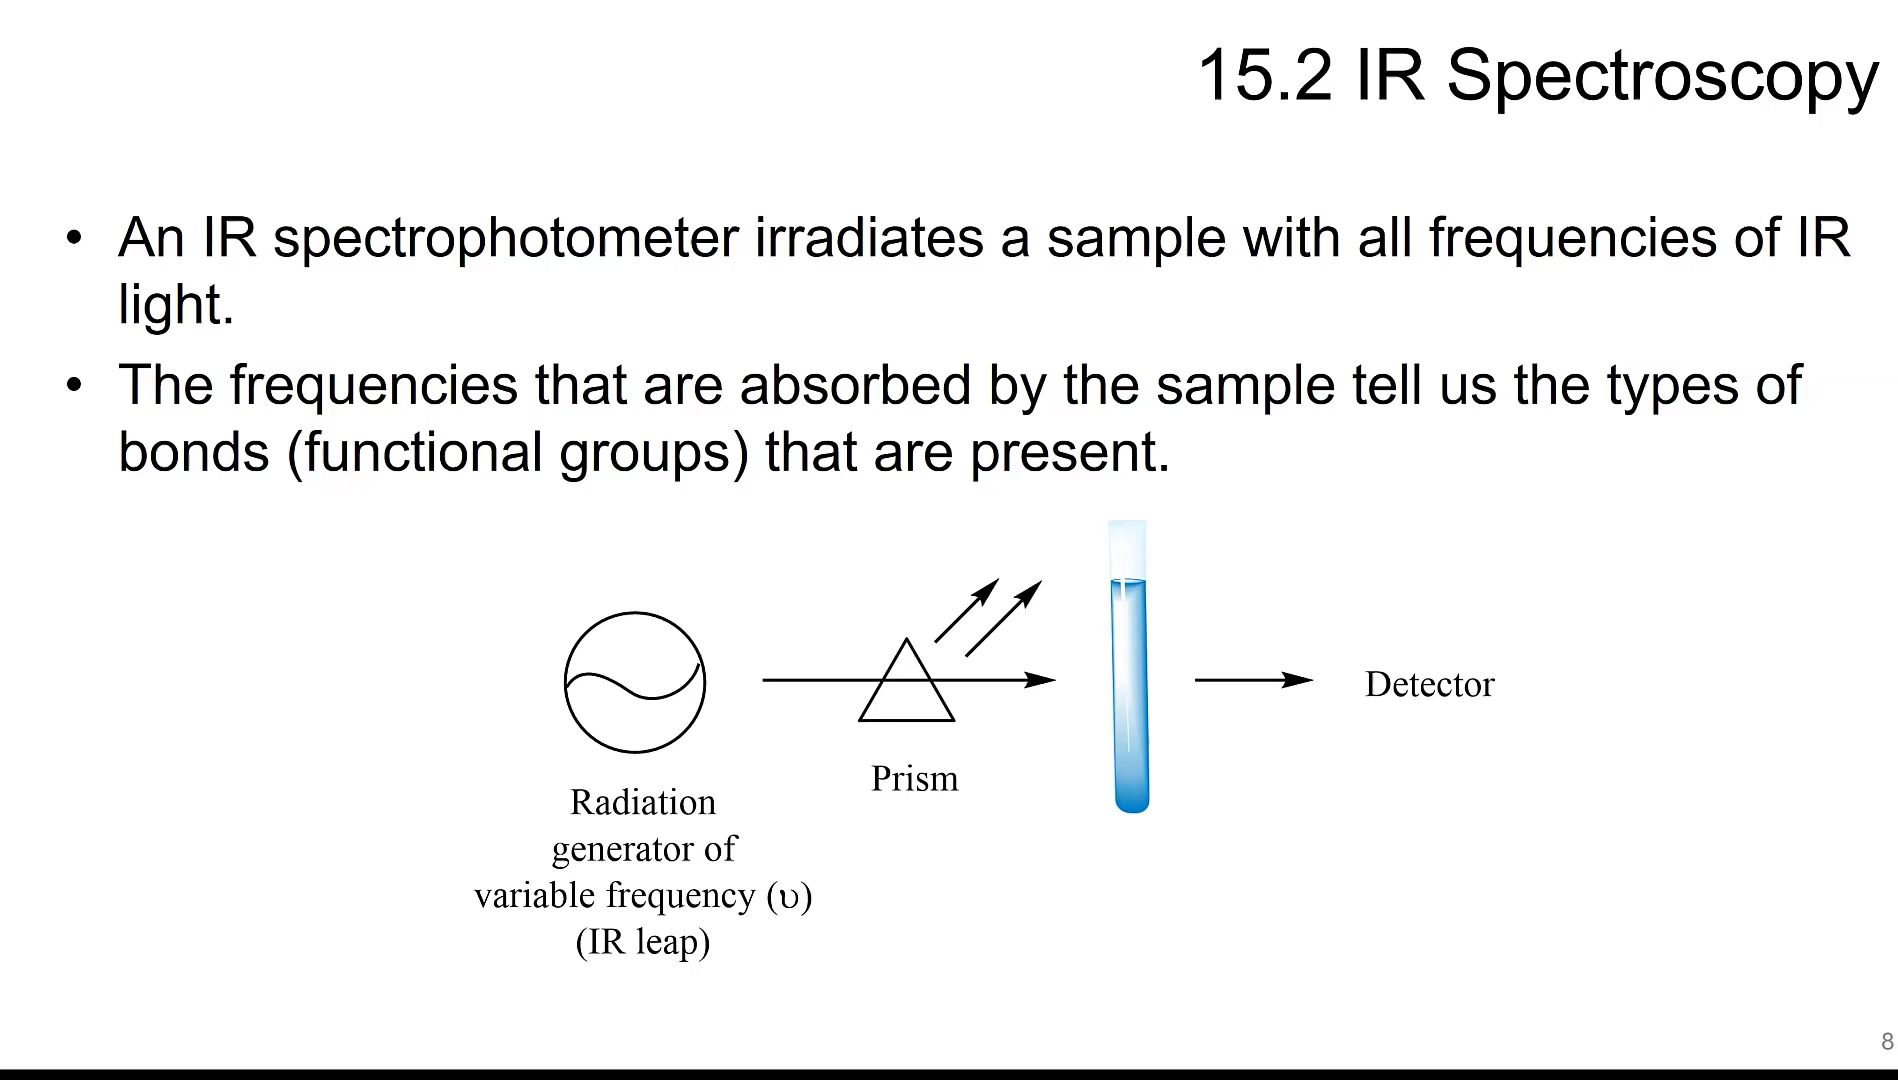 15.2 IR Spectroscopy
• An IR spectrophotometer irradiates a sample with all frequencies of IR
light.
• The frequencies that are absorbed by the sample tell us the types of
bonds (functional groups) that are present.
Detector
Prism
Radiation
generator of
variable frequency (υ)
(IR leap)
8